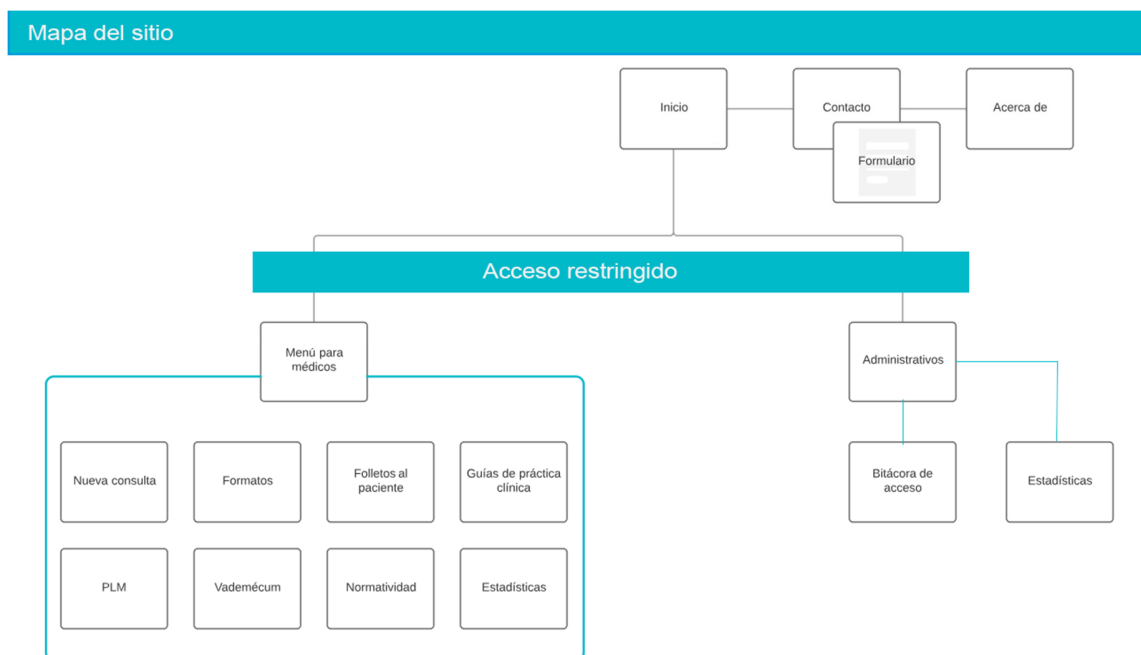 Mapa del sitio
Inicio
Contacto
Acerca de
Formulario
Acceso restringido
Menú para
médicos
Administrativos
Nueva consulta
Formatos
Folletos al
paciente
Guías de práctica
clínica
Bitácora de
acceso
Estadísticas
PLM
Vademécum
Normatividad
Estadísticas